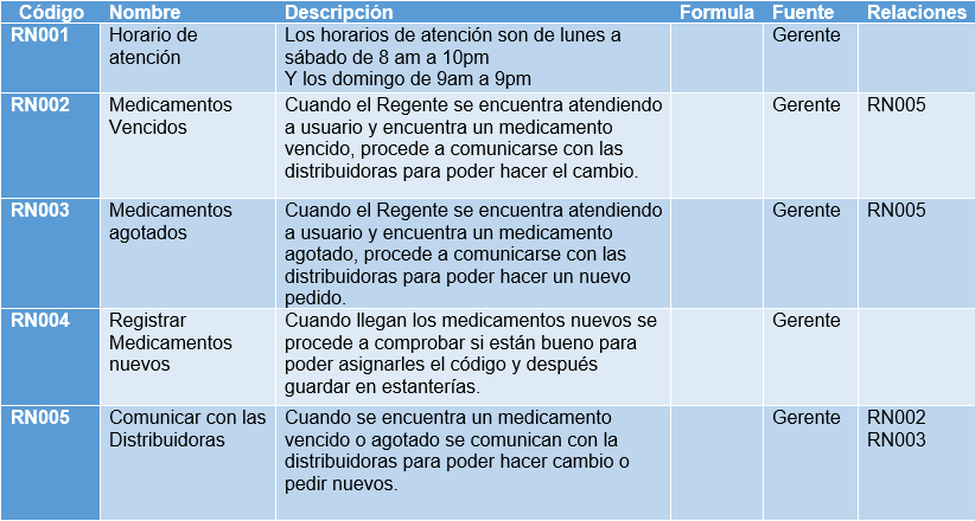 Código Nombre Descripción Formula Fuente Relaciones
RN001 Horario de Los horarios de atención son de lunes a Gerente
atención sábado de 8 am a 10pm
Y los domingo de 9am a 9pm
RN002 Medicamentos Cuando el Regente se encuentra atendiendo Gerente RN005
Vencidos a usuario y encuentra un medicamento
vencido, procede a comunicarse con las
distribuidoras para poder hacer el cambio.
RN003 Medicamentos Cuando el Regente se encuentra atendiendo Gerente RN005
agotados a usuario y encuentra un medicamento
agotado, procede a comunicarse con las
distribuidoras para poder hacer un nuevo
pedido.
RN004 Registrar Cuando llegan los medicamentos nuevos se Gerente
Medicamentos procede a comprobar si están bueno para
nuevos poder asignarles el código y después
guardar en estanterías.
RN005 Comunicar con las Cuando se encuentra un medicamento Gerente RN002
Distribuidoras vencido o agotado se comunican con la RN003
distribuidoras para poder hacer cambio o
pedir nuevos.